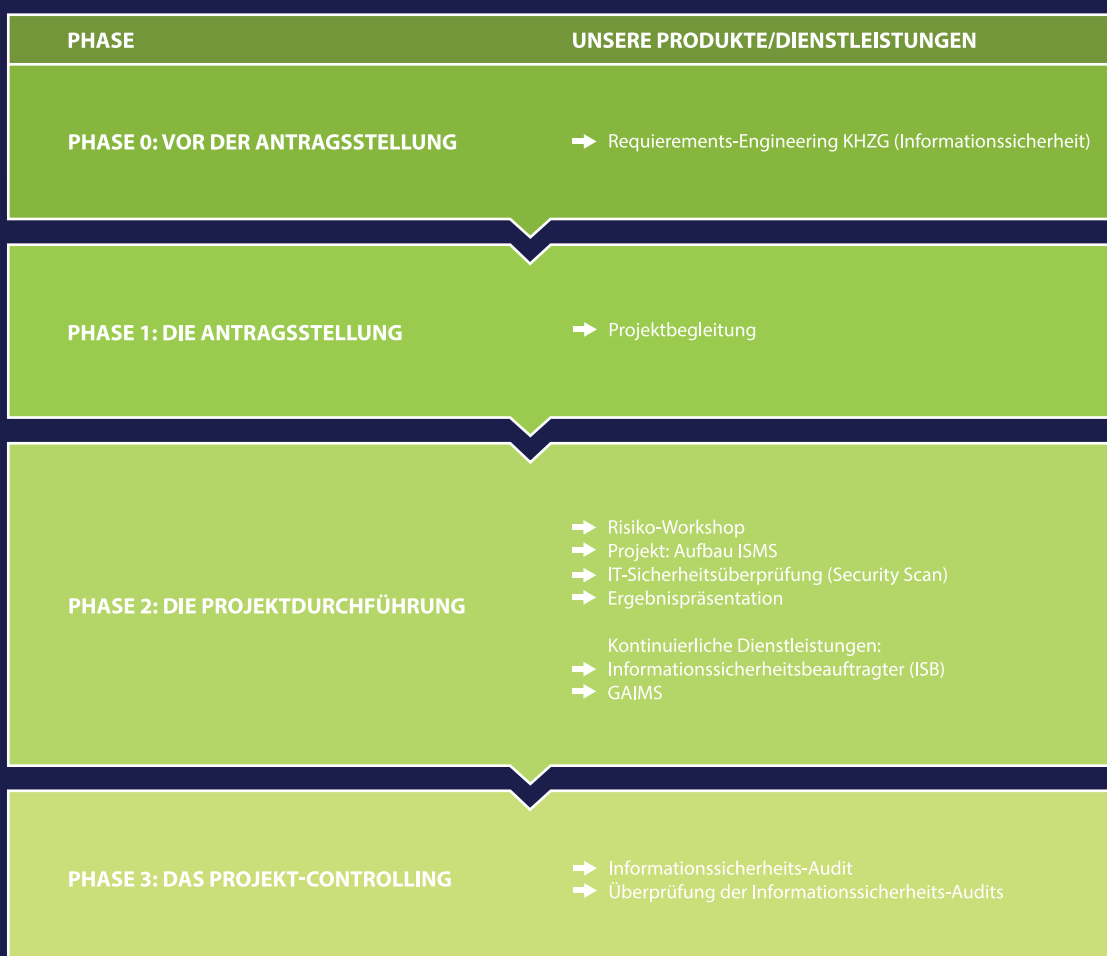 PHASE UNSERE PRODUKTE/DIENSTLEISTUNGEN
PHASE 0: VOR DER ANTRAGSSTELLUNG
Requierements-Engineering KHZG (Informationssicherheit)
PHASE 1: DIE ANTRAGSSTELLUNG
Projektbegleitung
PHASE 2: DIE PROJEKTDURCHFÜHRUNG
Risiko-Workshop
Projekt: Aufbau ISMS
IT-Sicherheitsüberprüfung (Security Scan)
Ergebnispräsentation
Kontinuierliche Dienstleistungen:
Informationssicherheitsbeauftragter (ISB)
GAIMS
PHASE 3: DAS PROJEKT-CONTROLLING
Informationssicherheits-Audit
Überprüfung der Informationssicherheits-Audits